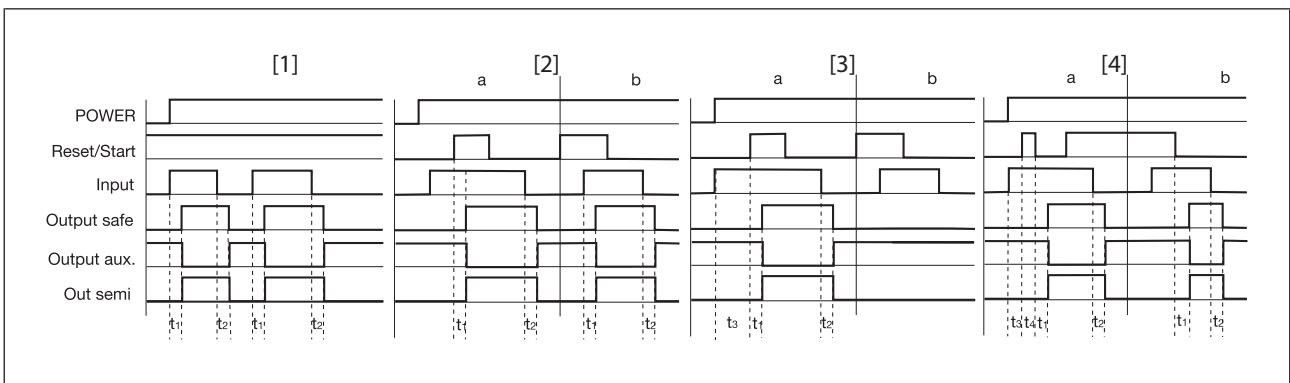 [1] [2] [3] [4]
a b a b a b
POWER
Reset/Start
Input
Output safe
Output aux.
Out semi
t1 t2 t1 t2 t1 t2 t1 t2 t3 t1 t2 t3 t4 t1 t2 t1 t2